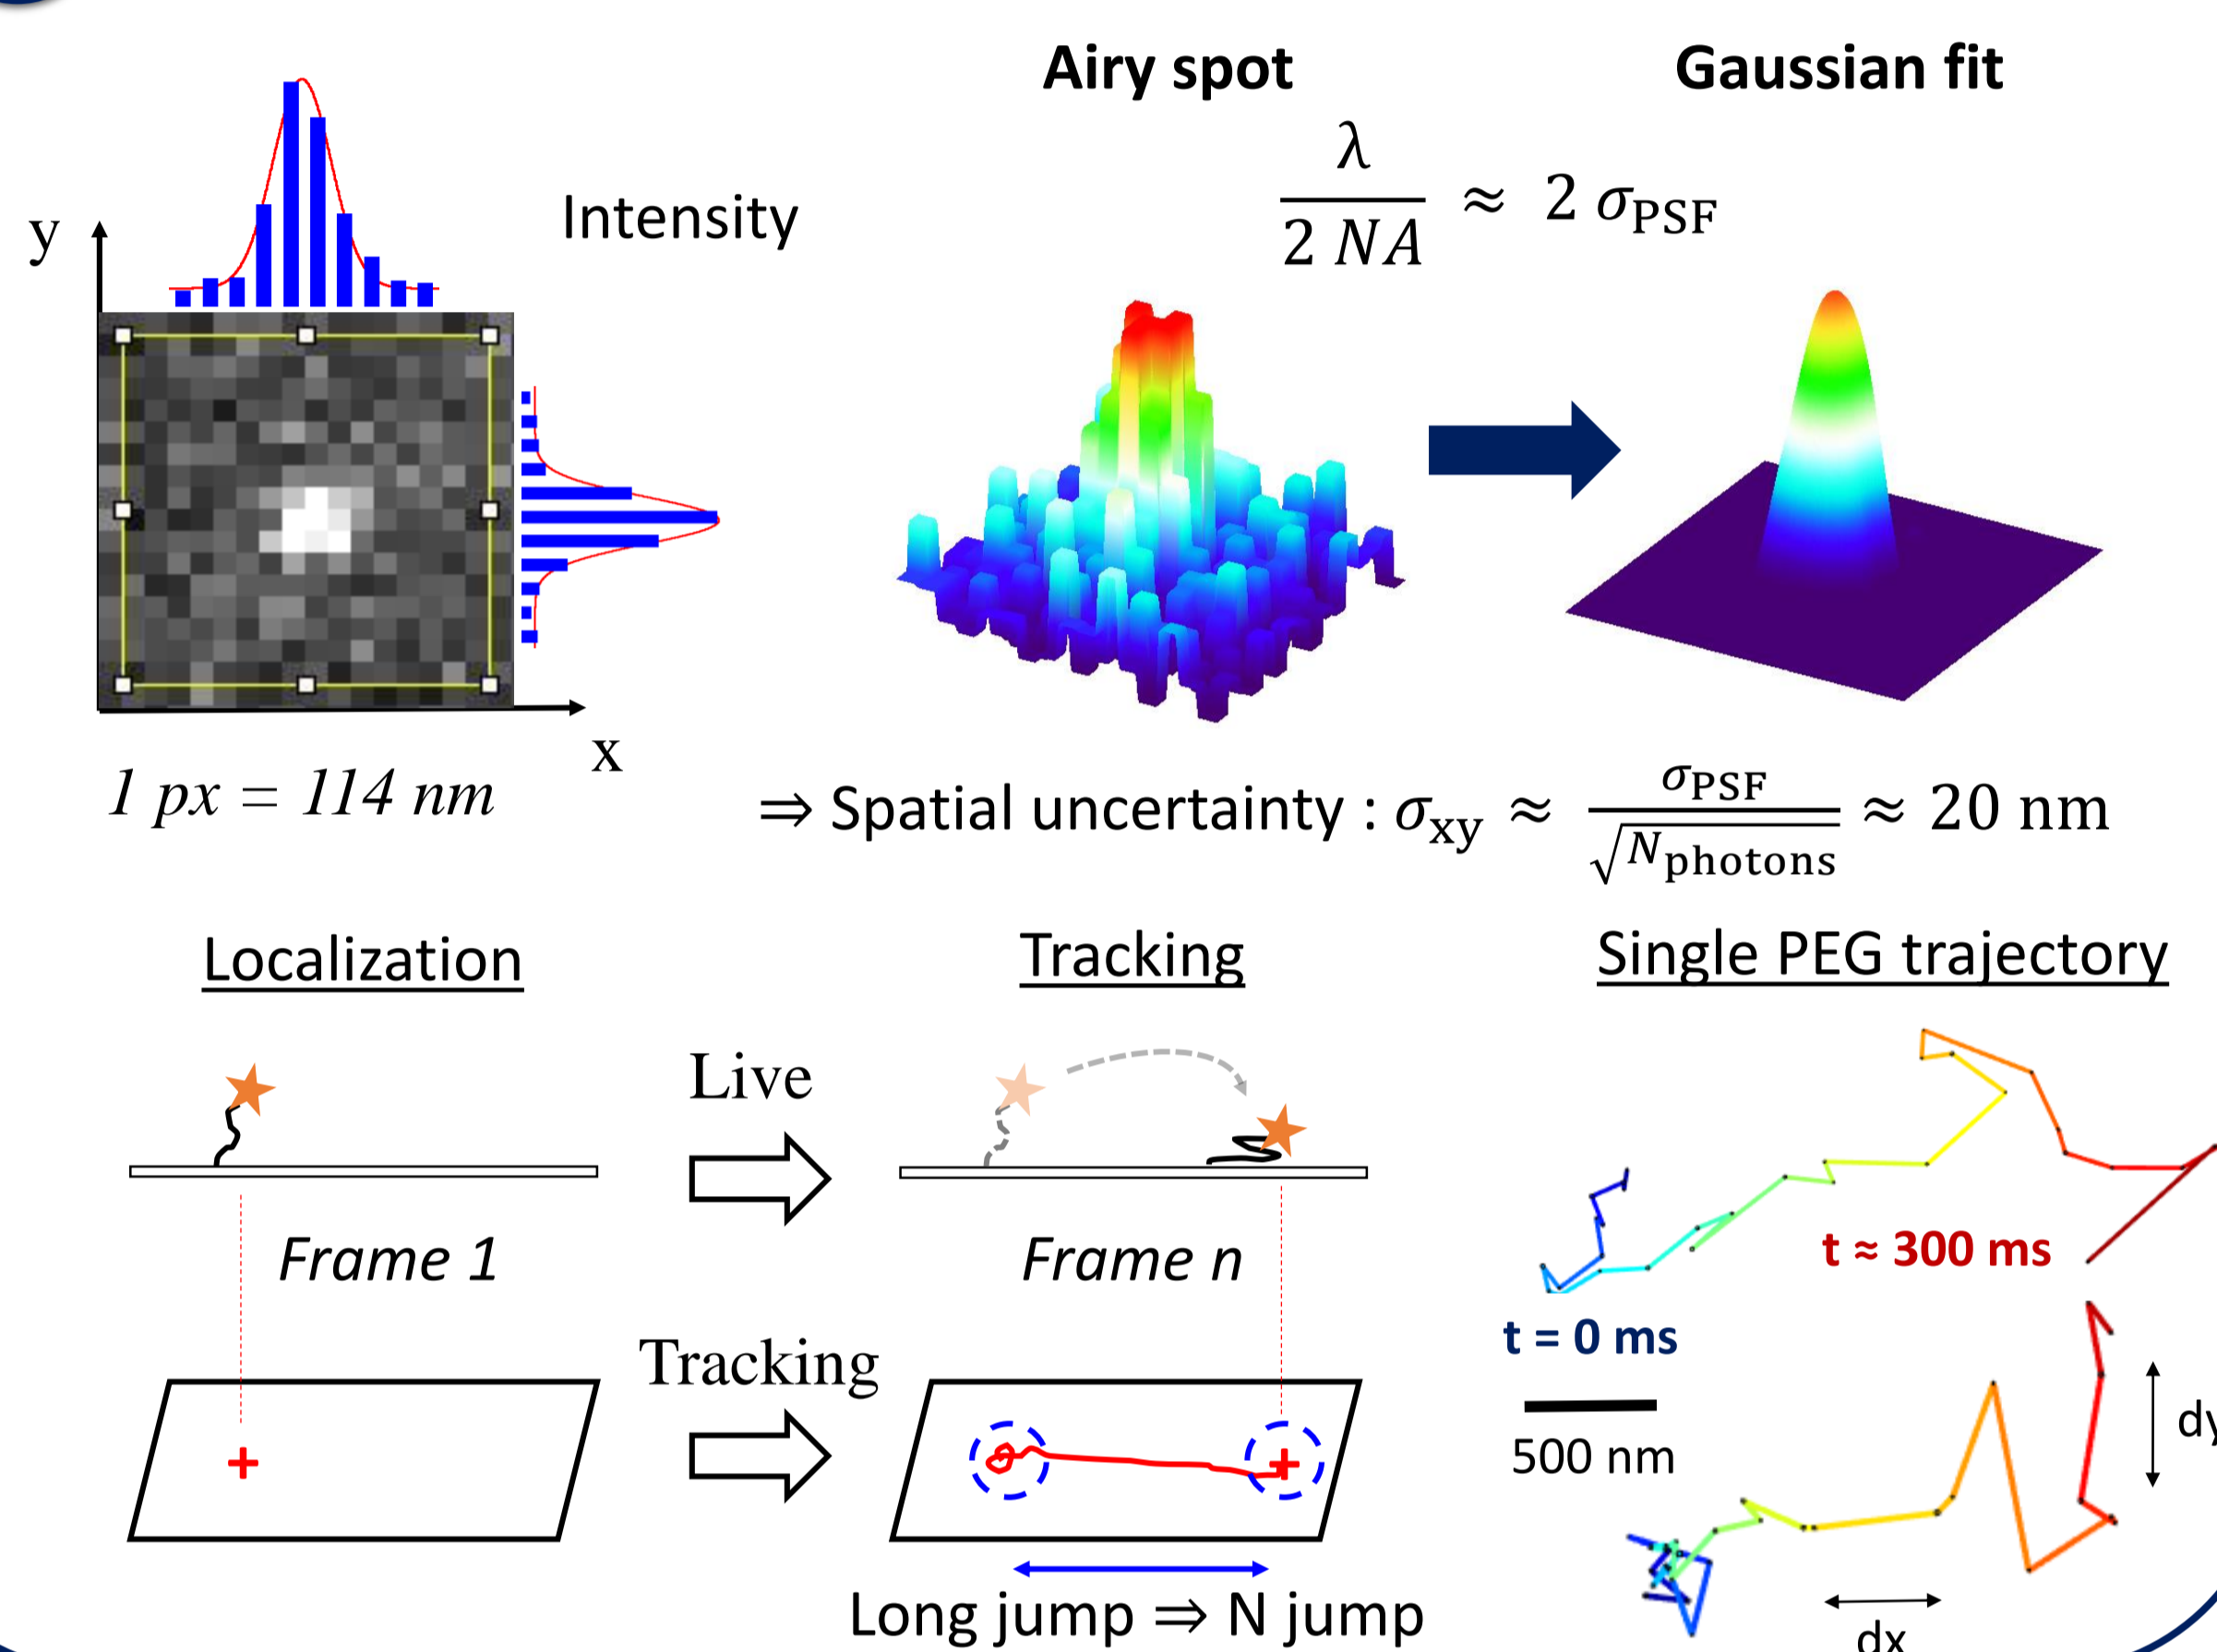 Airy spot
Gaussian fit
λ / 2 NA ≈ 2 σPSF
Intensity
y
x
1 px = 114 nm
⇒ Spatial uncertainty : σxy ≈ σPSF / √Nphotons ≈ 20 nm
Localization
Tracking
Single PEG trajectory
Live
Frame 1
Frame n
t ≈ 300 ms
t = 0 ms
Tracking
500 nm
dy
Long jump ⇒ N jump
dx